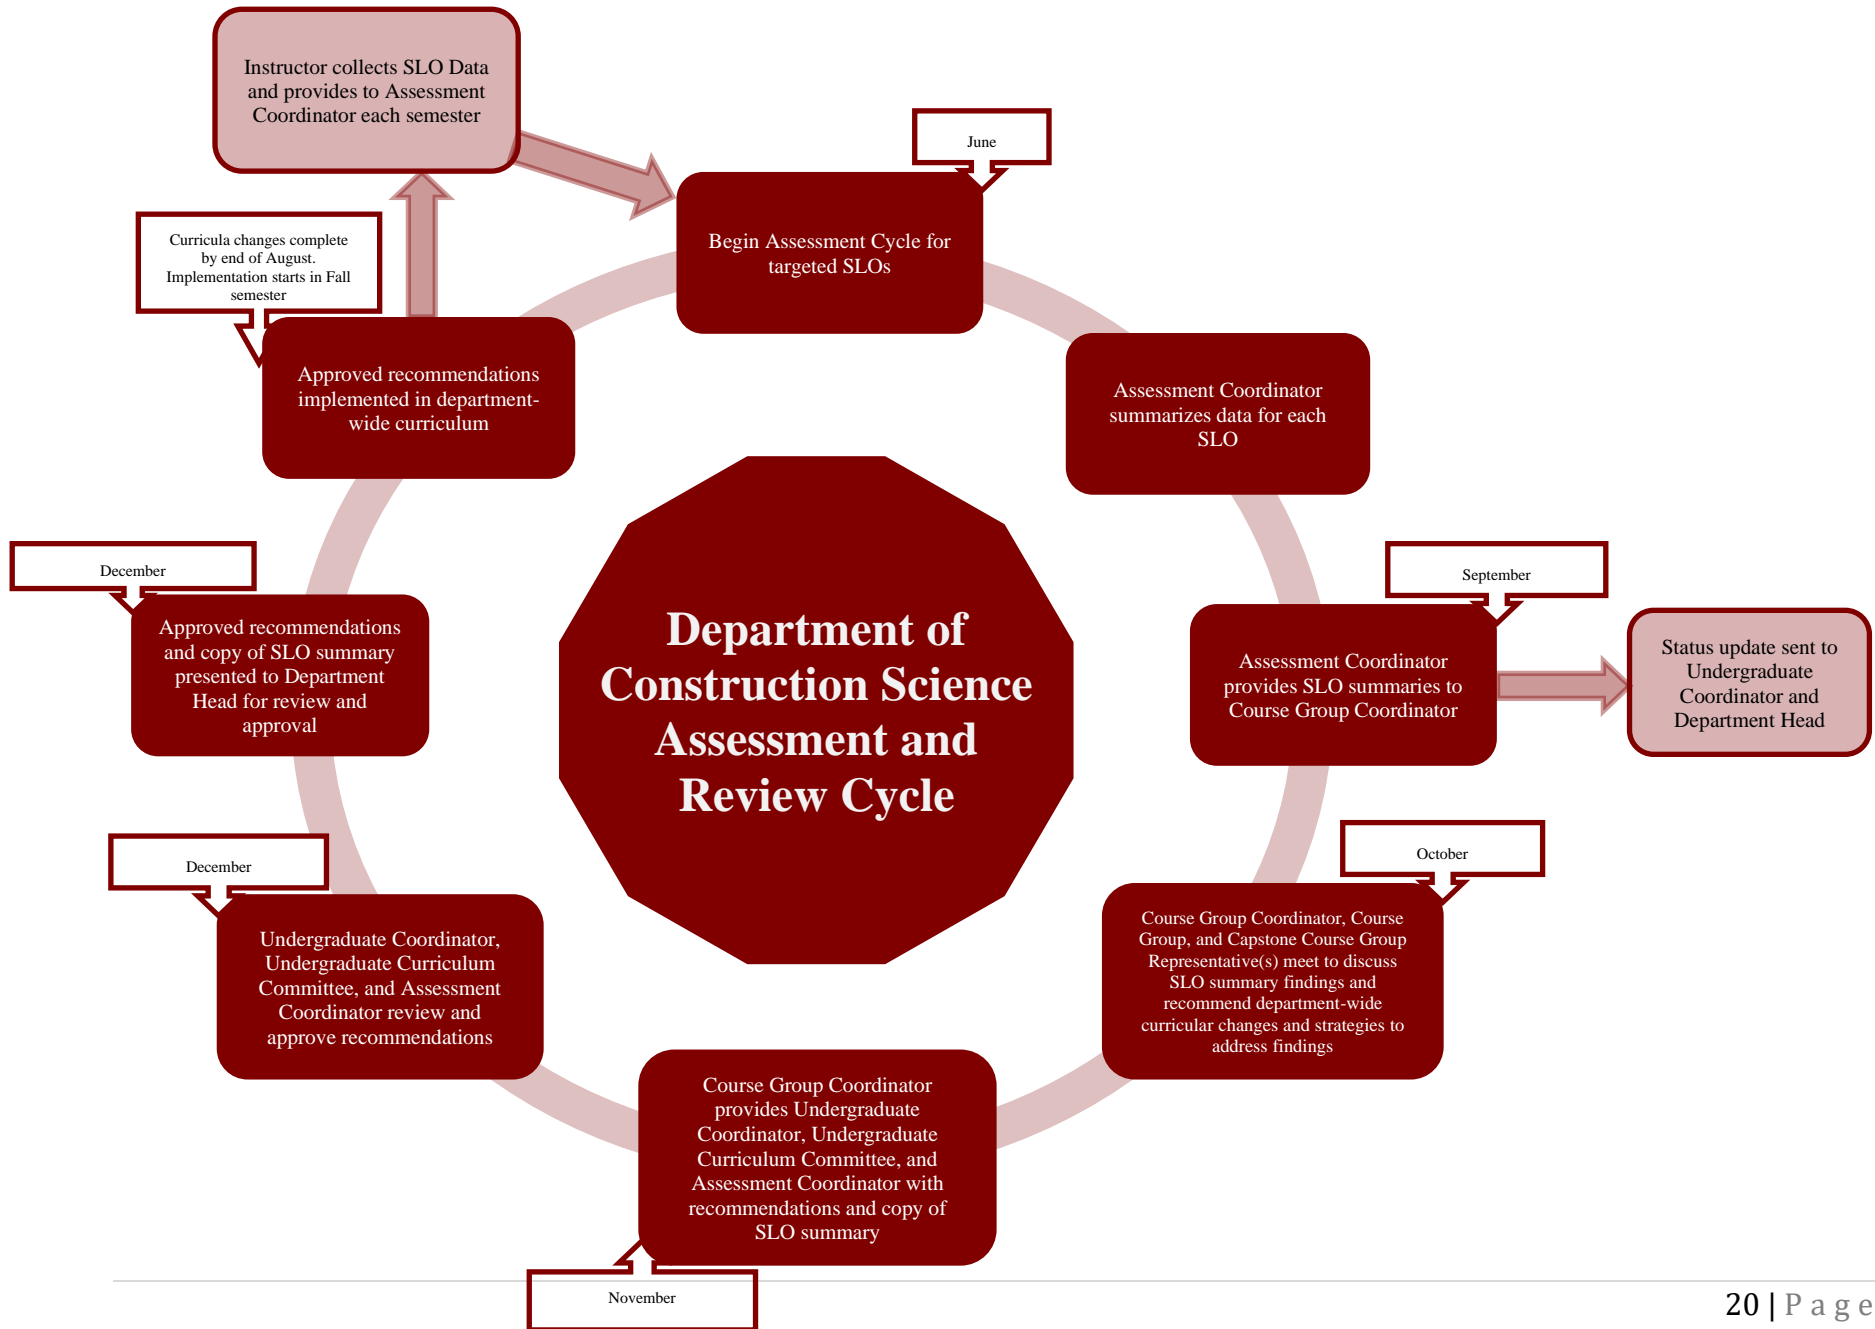 Instructor collects SLO Data
and provides to Assessment
Coordinator each semester
June
Begin Assessment Cycle for
targeted SLOs
Curricula changes complete
by end of August.
Implementation starts in Fall
semester
Approved recommendations
implemented in department-
wide curriculum
Assessment Coordinator
summarizes data for each
SLO
December
Approved recommendations
and copy of SLO summary
presented to Department
Head for review and
approval
Department of
Construction Science
Assessment and
Review Cycle
September
Assessment Coordinator
provides SLO summaries to
Course Group Coordinator
Status update sent to
Undergraduate
Coordinator and
Department Head
December
Undergraduate Coordinator,
Undergraduate Curriculum
Committee, and Assessment
Coordinator review and
approve recommendations
October
Course Group Coordinator, Course
Group, and Capstone Course Group
Representative(s) meet to discuss
SLO summary findings and
recommend department-wide
curricular changes and strategies to
address findings
Course Group Coordinator
provides Undergraduate
Coordinator, Undergraduate
Curriculum Committee, and
Assessment Coordinator with
recommendations and copy of
SLO summary
November
20 | P a g e